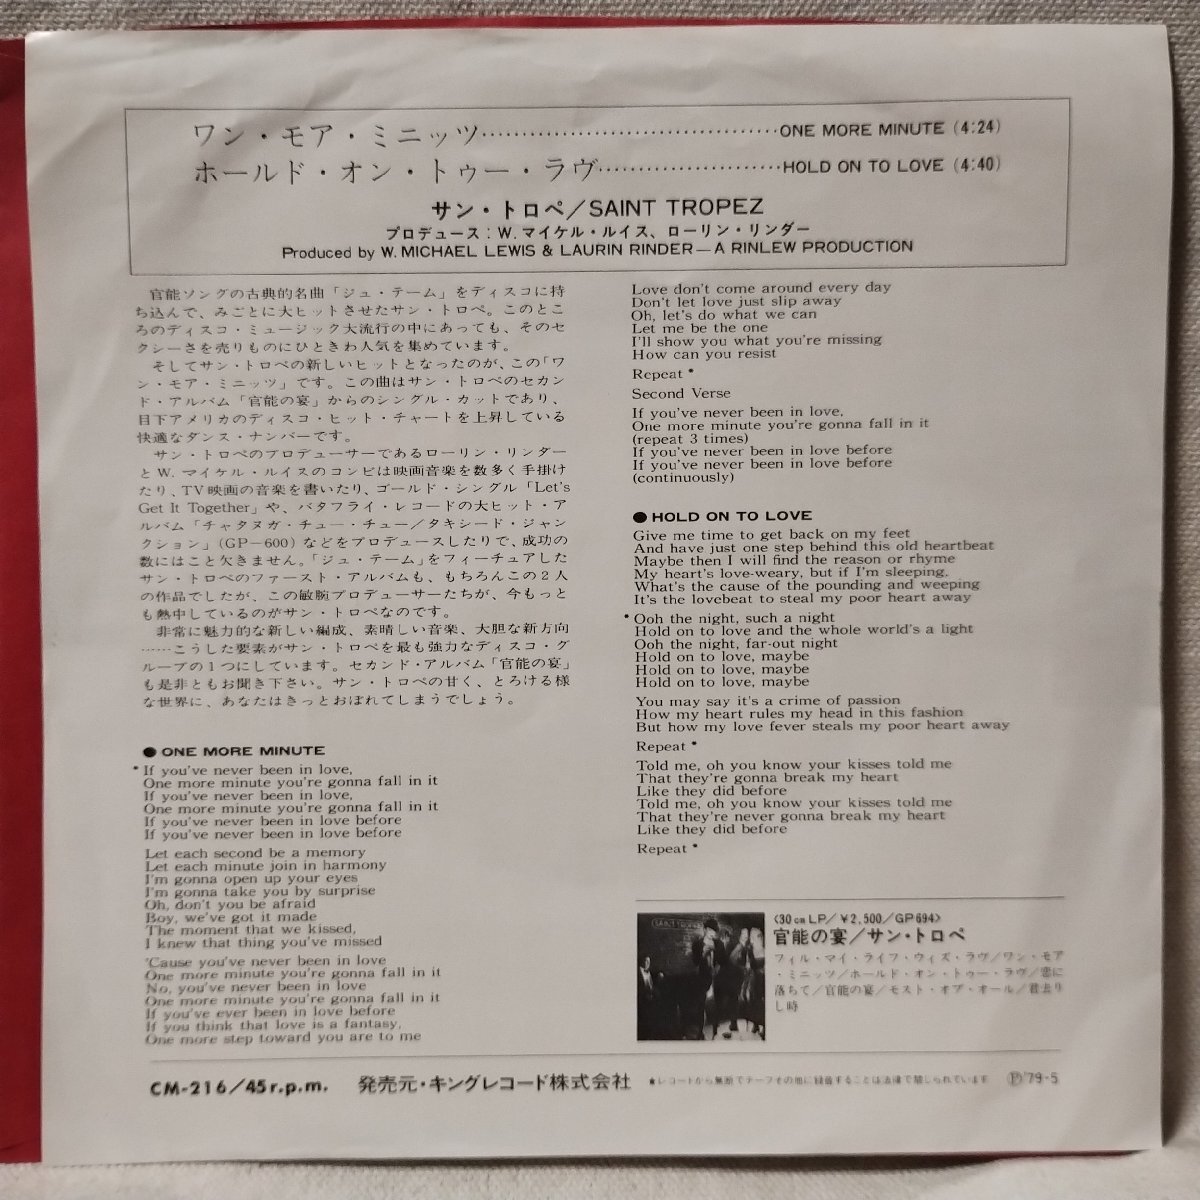 ワン・モア・ミニッツ…………………………………ONE MORE MINUTE (4:24)
ホールド・オン・トゥー・ラヴ……………………HOLD ON TO LOVE (4:40)
サン・トロペ／SAINT TROPEZ
プロデュース: W.マイケル・ルイス、ローリン・リンダー
Produced by W. MICHAEL LEWIS & LAURIN RINDER—A RINLEW PRODUCTION
官能ソングの古典的名曲「ジュ・テーム」をディスコに持
ち込んで、みごとに大ヒットさせたサン・トロペ。このとこ
ろのディスコ・ミュージック大流行の中にあっても、そのセ
クシーさを売りものにひときわ人気を集めています。
そしてサン・トロペの新しいヒットとなったのが、この「ワ
ン・モア・ミニッツ」です。この曲はサン・トロペのセカン
ド・アルバム「官能の宴」からのシングル・カットであり、
目下アメリカのディスコ・ヒット・チャートを上昇している
快適なダンス・ナンバーです。
サン・トロペのプロデューサーであるローリン・リンダー
とW. マイケル・ルイスのコンビは映画音楽を数多く手掛け
たり、TV映画の音楽を書いたり、ゴールド・シングル「Let's
Get It Together」や、バタフライ・レコードの大ヒット・ア
ルバム「チャタヌガ・チュー・チュー／タキシード・ジャン
クション」(GP−600) などをプロデュースしたりで、成功の
数にはこと欠きません。「ジュ・テーム」をフィーチュアした
サン・トロペのファースト・アルバムも、もちろんこの2人
の作品でしたが、この敏腕プロデューサーたちが、今もっと
も熱中しているのがサン・トロペなのです。
非常に魅力的な新しい編成、素晴しい音楽、大胆な新方向
……こうした要素がサン・トロペを最も強力なディスコ・グ
ループの1つにしています。セカンド・アルバム「官能の宴」
も是非ともお聞き下さい。サン・トロペの甘く、とろける様
な世界に、あなたはきっとおぼれてしまうでしょう。
●ONE MORE MINUTE
* If you've never been in love,
One more minute you're gonna fall in it
If you've never been in love,
One more minute you're gonna fall in it
If you've never been in love before
If you've never been in love before
Let each second be a memory
Let each minute join in harmony
I'm gonna open up your eyes
I'm gonna take you by surprise
Oh, don't you be afraid
Boy, we've got it made
The moment that we kissed,
I knew that thing you've missed
'Cause you've never been in love
One more minute you're gonna fall in it
No, you've never been in love
One more minute you're gonna fall in it
If you've ever been in love before
If you think that love is a fantasy,
One more step toward you are to me
Love don't come around every day
Don't let love just slip away
Oh, let's do what we can
Let me be the one
I'll show you what you're missing
How can you resist
Repeat *
Second Verse
If you've never been in love,
One more minute you're gonna fall in it
(repeat 3 times)
If you've never been in love before
If you've never been in love before
(continuously)
●HOLD ON TO LOVE
Give me time to get back on my feet
And have just one step behind this old heartbeat
Maybe then I will find the reason or rhyme
My heart's love-weary, but if I'm sleeping,
What's the cause of the pounding and weeping
It's the lovebeat to steal my poor heart away
* Ooh the night, such a night
Hold on to love and the whole world's a light
Ooh the night, far-out night
Hold on to love, maybe
Hold on to love, maybe
Hold on to love, maybe
You may say it's a crime of passion
How my heart rules my head in this fashion
But how my love fever steals my poor heart away
Repeat *
Told me, oh you know your kisses told me
That they're gonna break my heart
Like they did before
Told me, oh you know your kisses told me
That they're never gonna break my heart
Like they did before
Repeat *
SAINT TROPEZ
〈30cm LP／￥2,500／GP694〉
官能の宴／サン・トロペ
フィル・マイ・ライフ・ウィズ・ラヴ／ワン・モア
・ミニッツ／ホールド・オン・トゥー・ラヴ／恋に
落ちて／官能の宴／モスト・オブ・オール／昔去り
し時
CM-216／45r.p.m. 発売元・キングレコード株式会社 ★レコードから無断でテープその他に録音することは法律で禁じられています Ⓟ'79-5